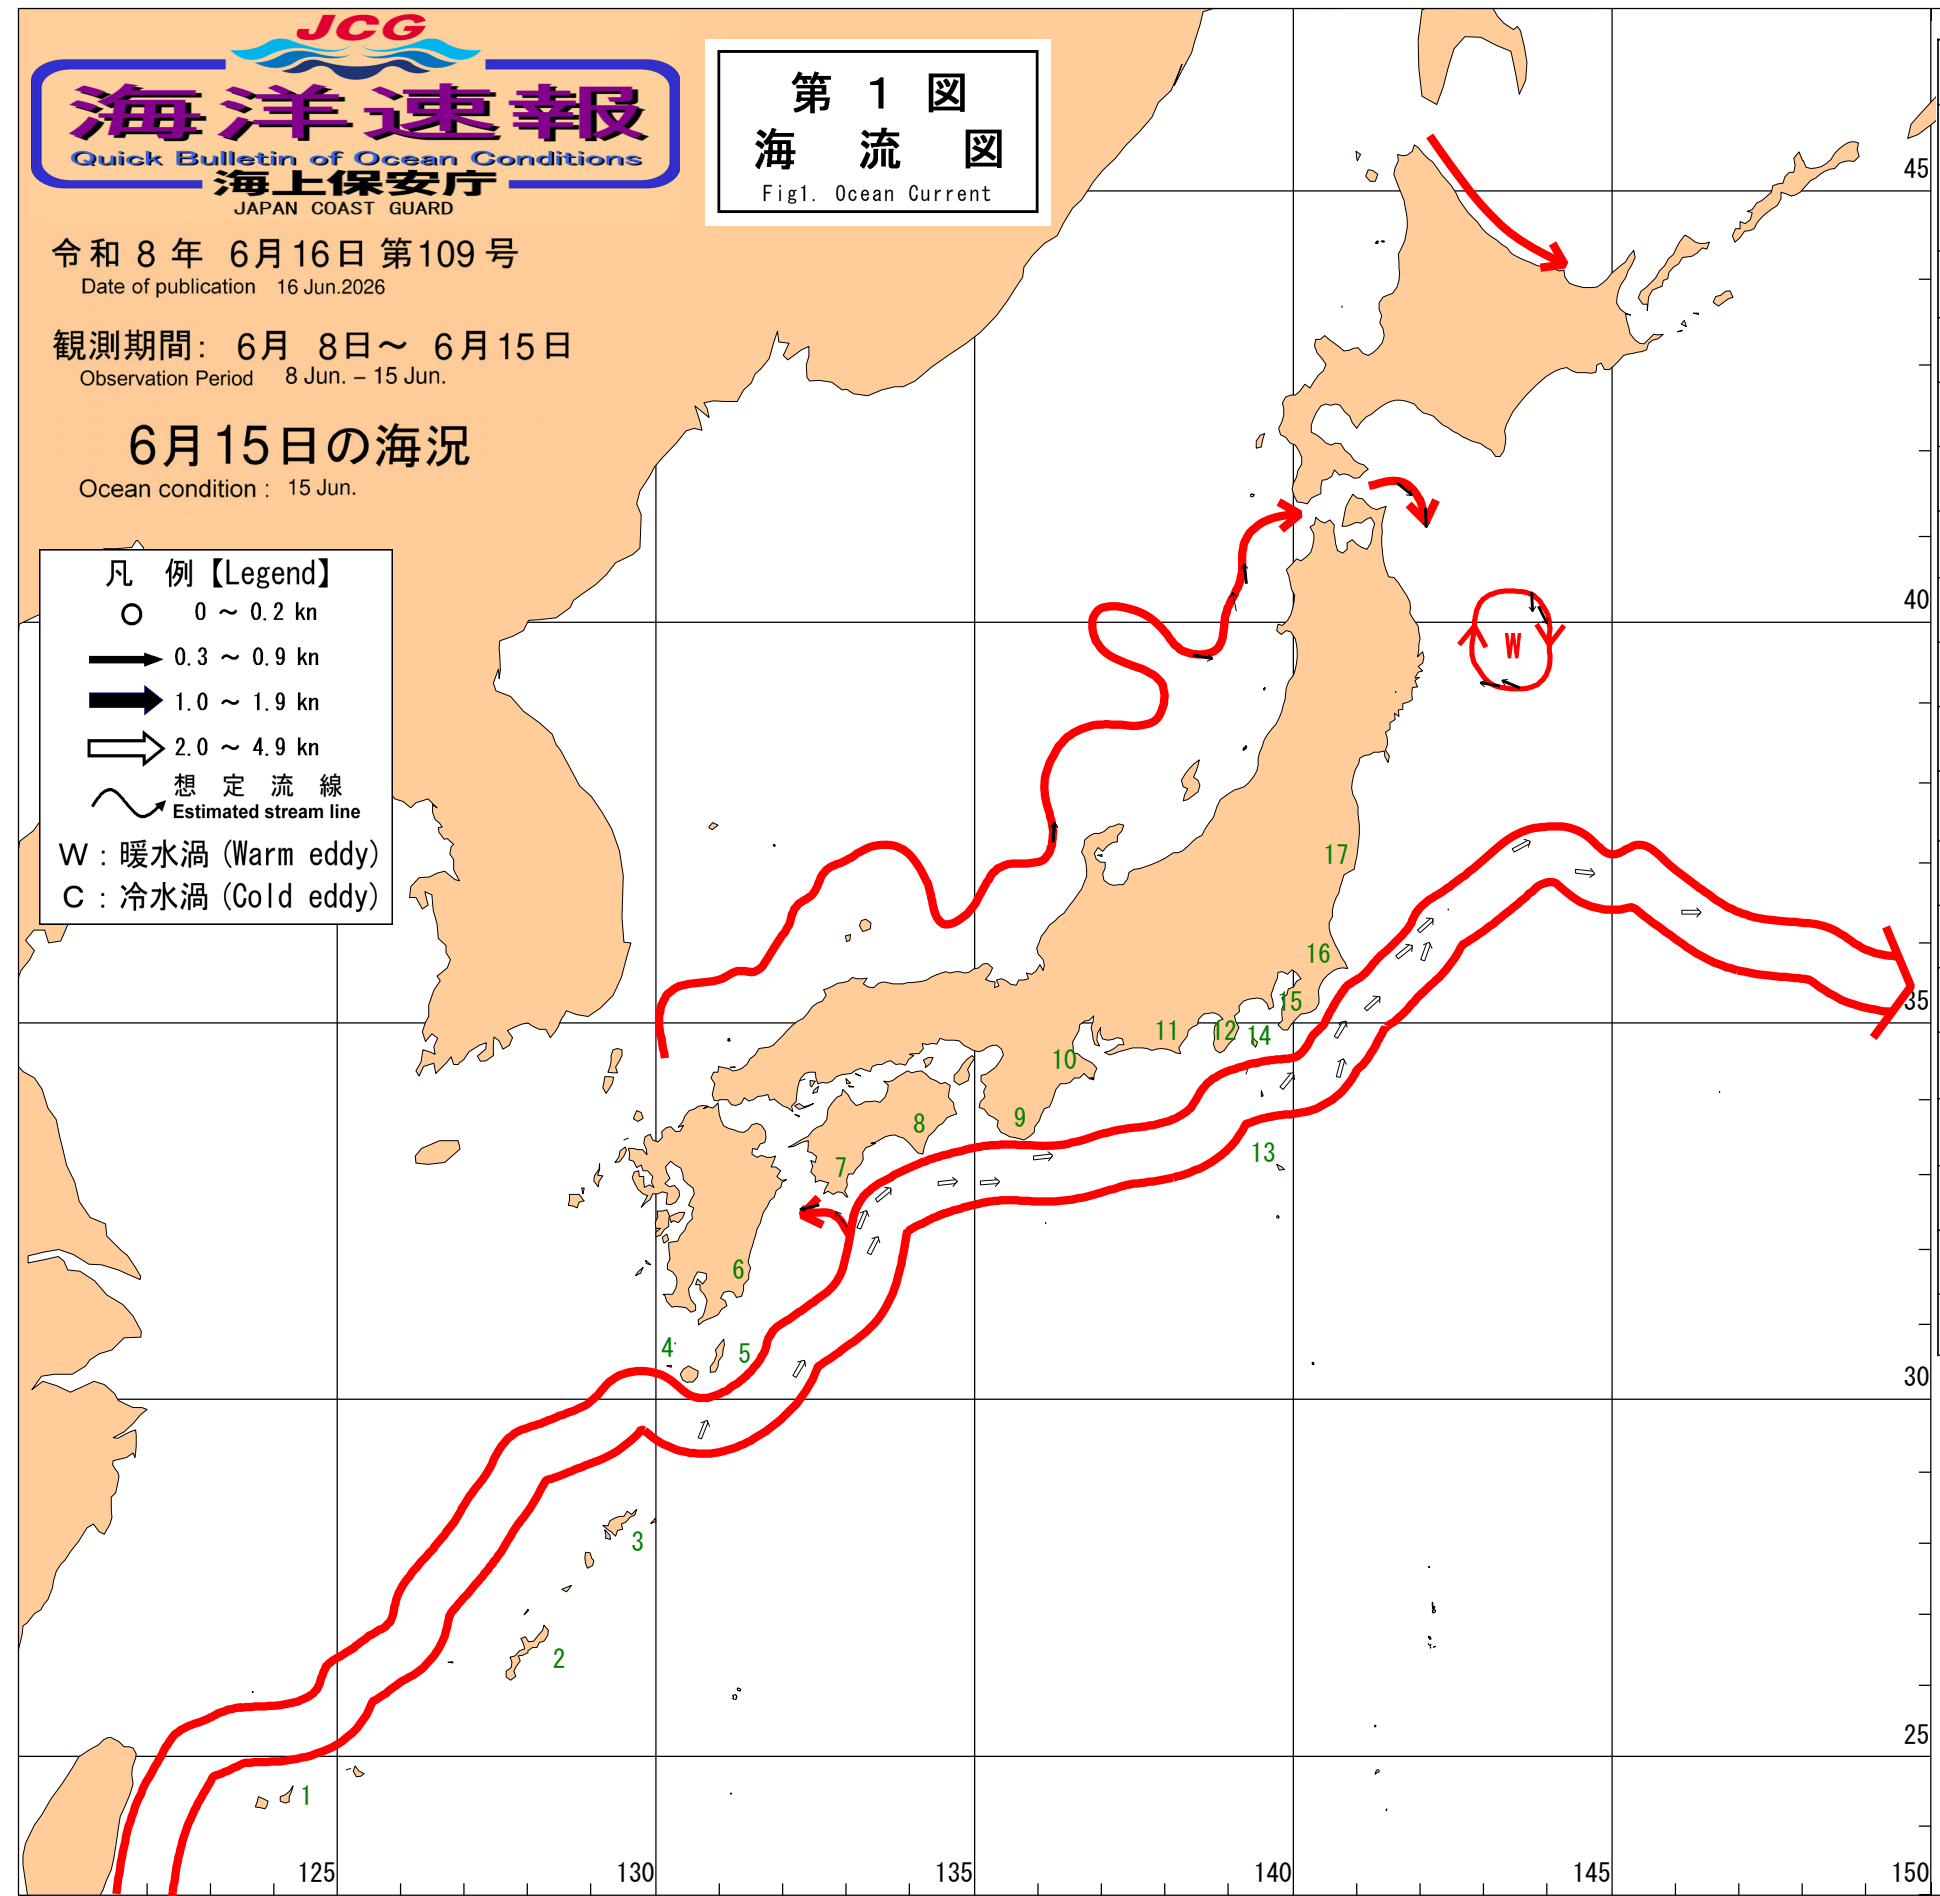 JCG
海洋速報
Quick Bulletin of Ocean Conditions
海上保安庁
JAPAN COAST GUARD
第 1 図
海 流 図
Fig1. Ocean Current
令和 8 年 6月16日 第109号
Date of publication 16 Jun.2026
観測期間: 6月 8日～ 6月15日
Observation Period 8 Jun. – 15 Jun.
6月15日の海況
Ocean condition : 15 Jun.
凡 例【Legend】
0 ～ 0.2 kn
0.3 ～ 0.9 kn
1.0 ～ 1.9 kn
2.0 ～ 4.9 kn
想 定 流 線
Estimated stream line
W : 暖水渦 (Warm eddy)
C : 冷水渦 (Cold eddy)
45
40
W
17
16
35
15
14
12
11
10
9
8
13
7
6
5
4
30
3
2
25
1
125
130
135
140
145
150